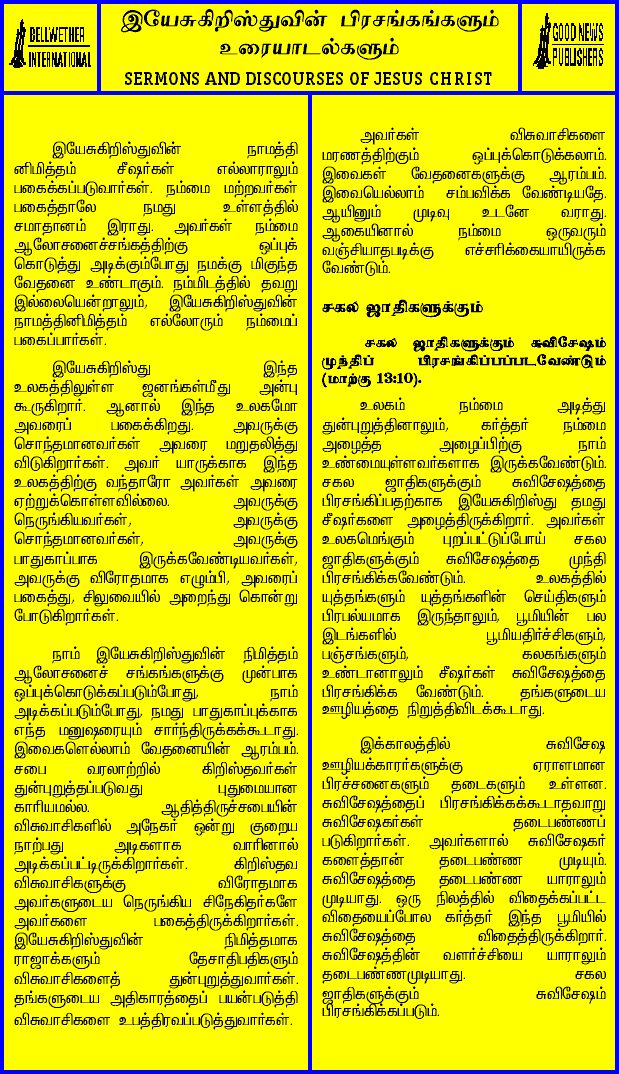 BELLWETHER
INTERNATIONAL
இயேசுகிறிஸ்துவின் பிரசங்கங்களும்
உரையாடல்களும்
SERMONS AND DISCOURSES OF JESUS CHRIST
GOOD NEWS
PUBLISHERS
இயேசுகிறிஸ்துவின் நாமத்தி
னிமித்தம் சீஷர்கள் எல்லாராலும்
பகைக்கப்படுவார்கள். நம்மை மற்றவர்கள்
பகைத்தாலே நமது உள்ளத்தில்
சமாதானம் இராது. அவர்கள் நம்மை
ஆலோசனைச்சங்கத்திற்கு ஒப்புக்
கொடுத்து அடிக்கும்போது நமக்கு மிகுந்த
வேதனை உண்டாகும். நம்மிடத்தில் தவறு
இல்லையென்றாலும், இயேசுகிறிஸ்துவின்
நாமத்தினிமித்தம் எல்லோரும் நம்மைப்
பகைப்பார்கள்.
இயேசுகிறிஸ்து இந்த
உலகத்திலுள்ள ஜனங்கள்மீது அன்பு
கூருகிறார். ஆனால் இந்த உலகமோ
அவரைப் பகைக்கிறது. அவருக்கு
சொந்தமானவர்கள் அவரை மறுதலித்து
விடுகிறார்கள். அவர் யாருக்காக இந்த
உலகத்திற்கு வந்தாரோ அவர்கள் அவரை
ஏற்றுக்கொள்ளவில்லை. அவருக்கு
நெருங்கியவர்கள், அவருக்கு
சொந்தமானவர்கள், அவருக்கு
பாதுகாப்பாக இருக்கவேண்டியவர்கள்,
அவருக்கு விரோதமாக எழும்பி, அவரைப்
பகைத்து, சிலுவையில் அறைந்து கொன்று
போடுகிறார்கள்.
நாம் இயேசுகிறிஸ்துவின் நிமித்தம்
ஆலோசனைச் சங்கங்களுக்கு முன்பாக
ஒப்புக்கொடுக்கப்படும்போது, நாம்
அடிக்கப்படும்போது, நமது பாதுகாப்புக்காக
எந்த மனுஷரையும் சார்ந்திருக்கக்கூடாது.
இவைகளெல்லாம் வேதனையின் ஆரம்பம்.
சபை வரலாற்றில் கிறிஸ்தவர்கள்
துன்புறுத்தப்படுவது புதுமையான
காரியமல்ல. ஆதித்திருச்சபையின்
விசுவாசிகளில் அநேகர் ஒன்று குறைய
நாற்பது அடிகளாக வாரினால்
அடிக்கப்பட்டிருக்கிறார்கள். கிறிஸ்தவ
விசுவாசிகளுக்கு விரோதமாக
அவர்களுடைய நெருங்கிய சிநேகிதர்களே
அவர்களை பகைத்திருக்கிறார்கள்.
இயேசுகிறிஸ்துவின் நிமித்தமாக
ராஜாக்களும் தேசாதிபதிகளும்
விசுவாசிகளைத் துன்புறுத்துவார்கள்.
தங்களுடைய அதிகாரத்தைப் பயன்படுத்தி
விசுவாசிகளை உபத்திரவப்படுத்துவார்கள்.
அவர்கள் விசுவாசிகளை
மரணத்திற்கும் ஒப்புக்கொடுக்கலாம்.
இவைகள் வேதனைகளுக்கு ஆரம்பம்.
இவையெல்லாம் சம்பவிக்க வேண்டியதே.
ஆயினும் முடிவு உடனே வராது.
ஆகையினால் நம்மை ஒருவரும்
வஞ்சியாதபடிக்கு எச்சரிக்கையாயிருக்க
வேண்டும்.
சகல ஜாதிகளுக்கும்
சகல ஜாதிகளுக்கும் சுவிசேஷம்
முந்திப் பிரசங்கிப்பப்படவேண்டும்
(மாற்கு 13:10).
உலகம் நம்மை அடித்து
துன்புறுத்தினாலும், கர்த்தர் நம்மை
அழைத்த அழைப்பிற்கு நாம்
உண்மையுள்ளவர்களாக இருக்கவேண்டும்.
சகல ஜாதிகளுக்கும் சுவிசேஷத்தை
பிரசங்கிப்பதற்காக இயேசுகிறிஸ்து தமது
சீஷர்களை அழைத்திருக்கிறார். அவர்கள்
உலகமெங்கும் புறப்பட்டுப்போய் சகல
ஜாதிகளுக்கும் சுவிசேஷத்தை முந்தி
பிரசங்கிக்கவேண்டும். உலகத்தில்
யுத்தங்களும் யுத்தங்களின் செய்திகளும்
பிரபல்யமாக இருந்தாலும், பூமியின் பல
இடங்களில் பூமியதிர்ச்சிகளும்,
பஞ்சங்களும், கலகங்களும்
உண்டானாலும் சீஷர்கள் சுவிசேஷத்தை
பிரசங்கிக்க வேண்டும். தங்களுடைய
ஊழியத்தை நிறுத்திவிடக்கூடாது.
இக்காலத்தில் சுவிசேஷ
ஊழியக்காரர்களுக்கு ஏராளமான
பிரச்சனைகளும் தடைகளும் உள்ளன.
சுவிசேஷத்தைப் பிரசங்கிக்கக்கூடாதவாறு
சுவிசேஷகர்கள் தடைபண்ணப்
படுகிறார்கள். அவர்களால் சுவிசேஷகர்
களைத்தான் தடைபண்ண முடியும்.
சுவிசேஷத்தை தடைபண்ண யாராலும்
முடியாது. ஒரு நிலத்தில் விதைக்கப்பட்ட
விதையைப்போல கர்த்தர் இந்த பூமியில்
சுவிசேஷத்தை விதைத்திருக்கிறார்.
சுவிசேஷத்தின் வளர்ச்சியை யாராலும்
தடைபண்ணமுடியாது. சகல
ஜாதிகளுக்கும் சுவிசேஷம்
பிரசங்கிக்கப்படும்.